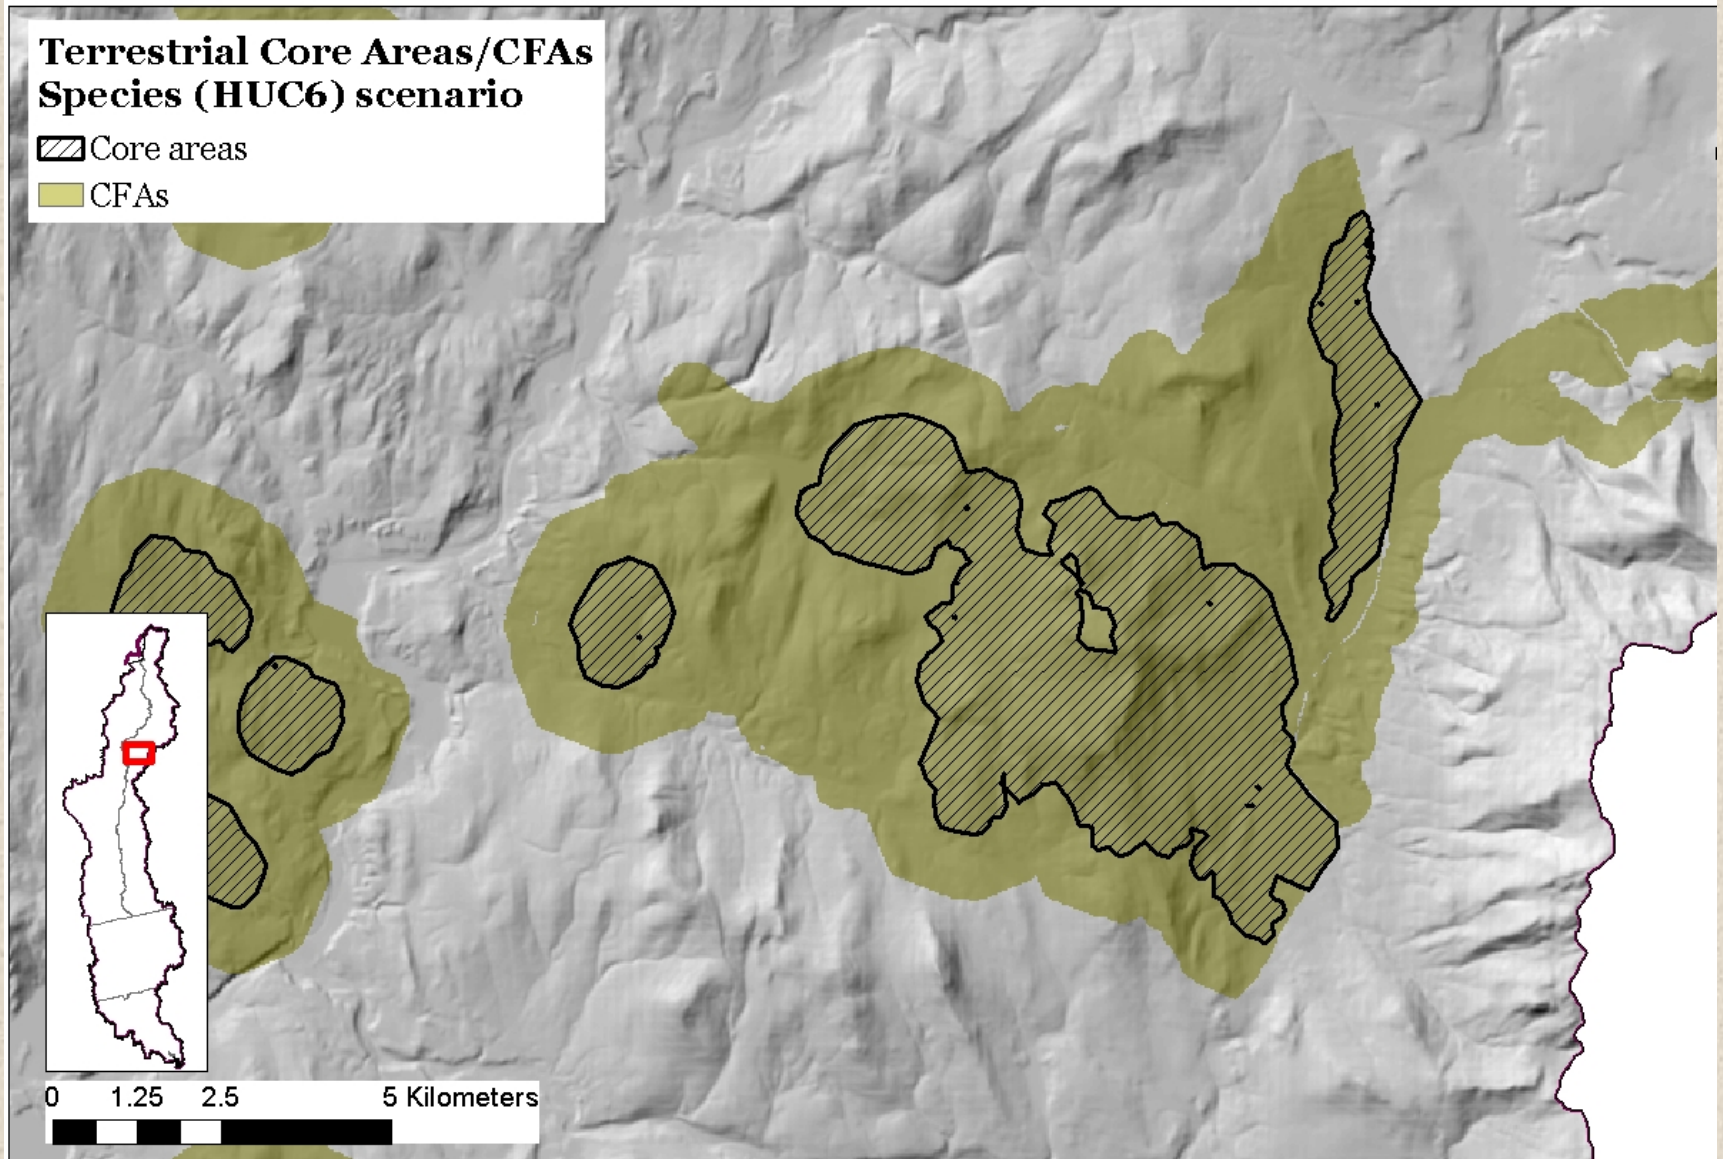 Terrestrial Core Areas/CFAs
Species (HUC6) scenario
Core areas
CFAs
0 1.25 2.5 5 Kilometers